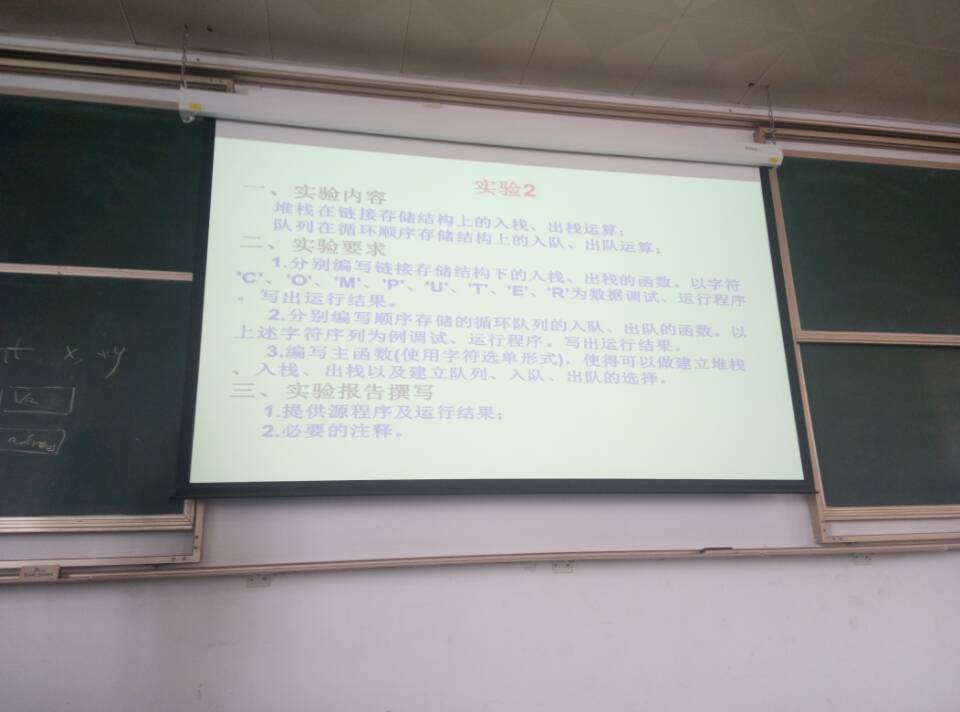 实验2
一、实验内容
堆栈在链接存储结构上的入栈、出栈运算；
队列在循环顺序存储结构上的入队、出队运算；
二、实验要求
1.分别编写链接存储结构下的入栈、出栈的函数。以字符
'C'、'O'、'M'、'P'、'U'、'T'、'E'、'R'为数据调试、运行程序
。写出运行结果。
2.分别编写顺序存储的循环队列的入队、出队的函数。以
上述字符序列为例调试、运行程序。写出运行结果。
3.编写主函数(使用字符选单形式)。使得可以做建立堆栈
、入栈、出栈以及建立队列、入队、出队的选择。
三、实验报告撰写
1.提供源程序及运行结果；
2.必要的注释。
x, +y